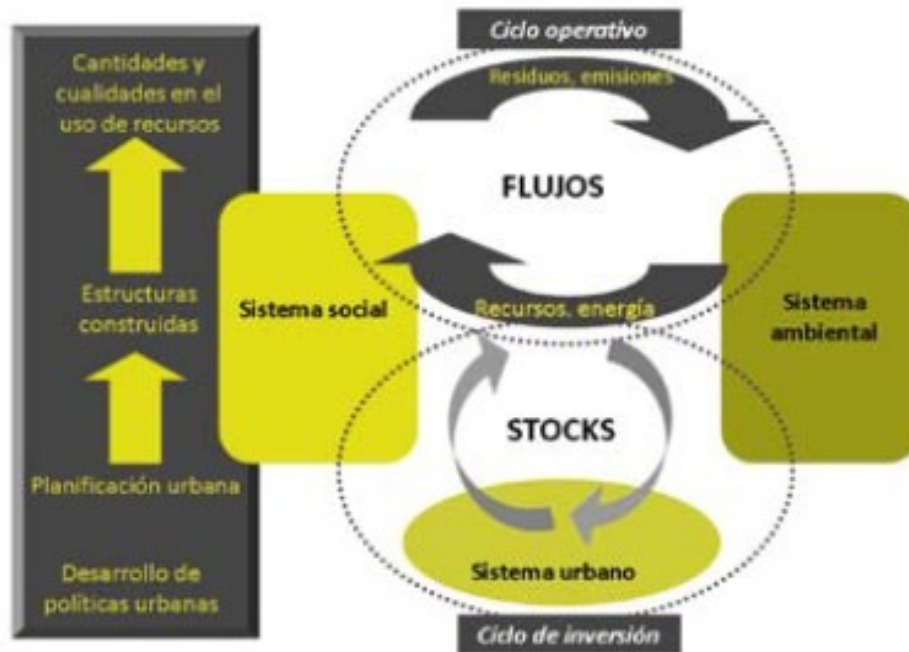 Cantidades y
cualidades en el
uso de recursos
Estructuras
construidas
Planificación urbana
Desarrollo de
políticas urbanas
Ciclo operativo
Residuos, emisiones
FLUJOS
Sistema social
Recursos, energía
Sistema
ambiental
STOCKS
Sistema urbano
Ciclo de inversión